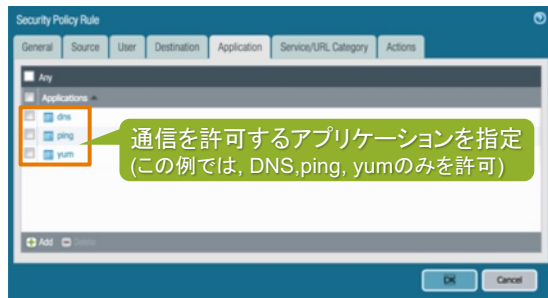 Security Policy Rule
General Source User Destination Application Service/URL Category Actions
Any
Applications
dns
ping
yum
通信を許可するアプリケーションを指定
(この例では, DNS,ping, yumのみを許可)
Add Delete
OK Cancel